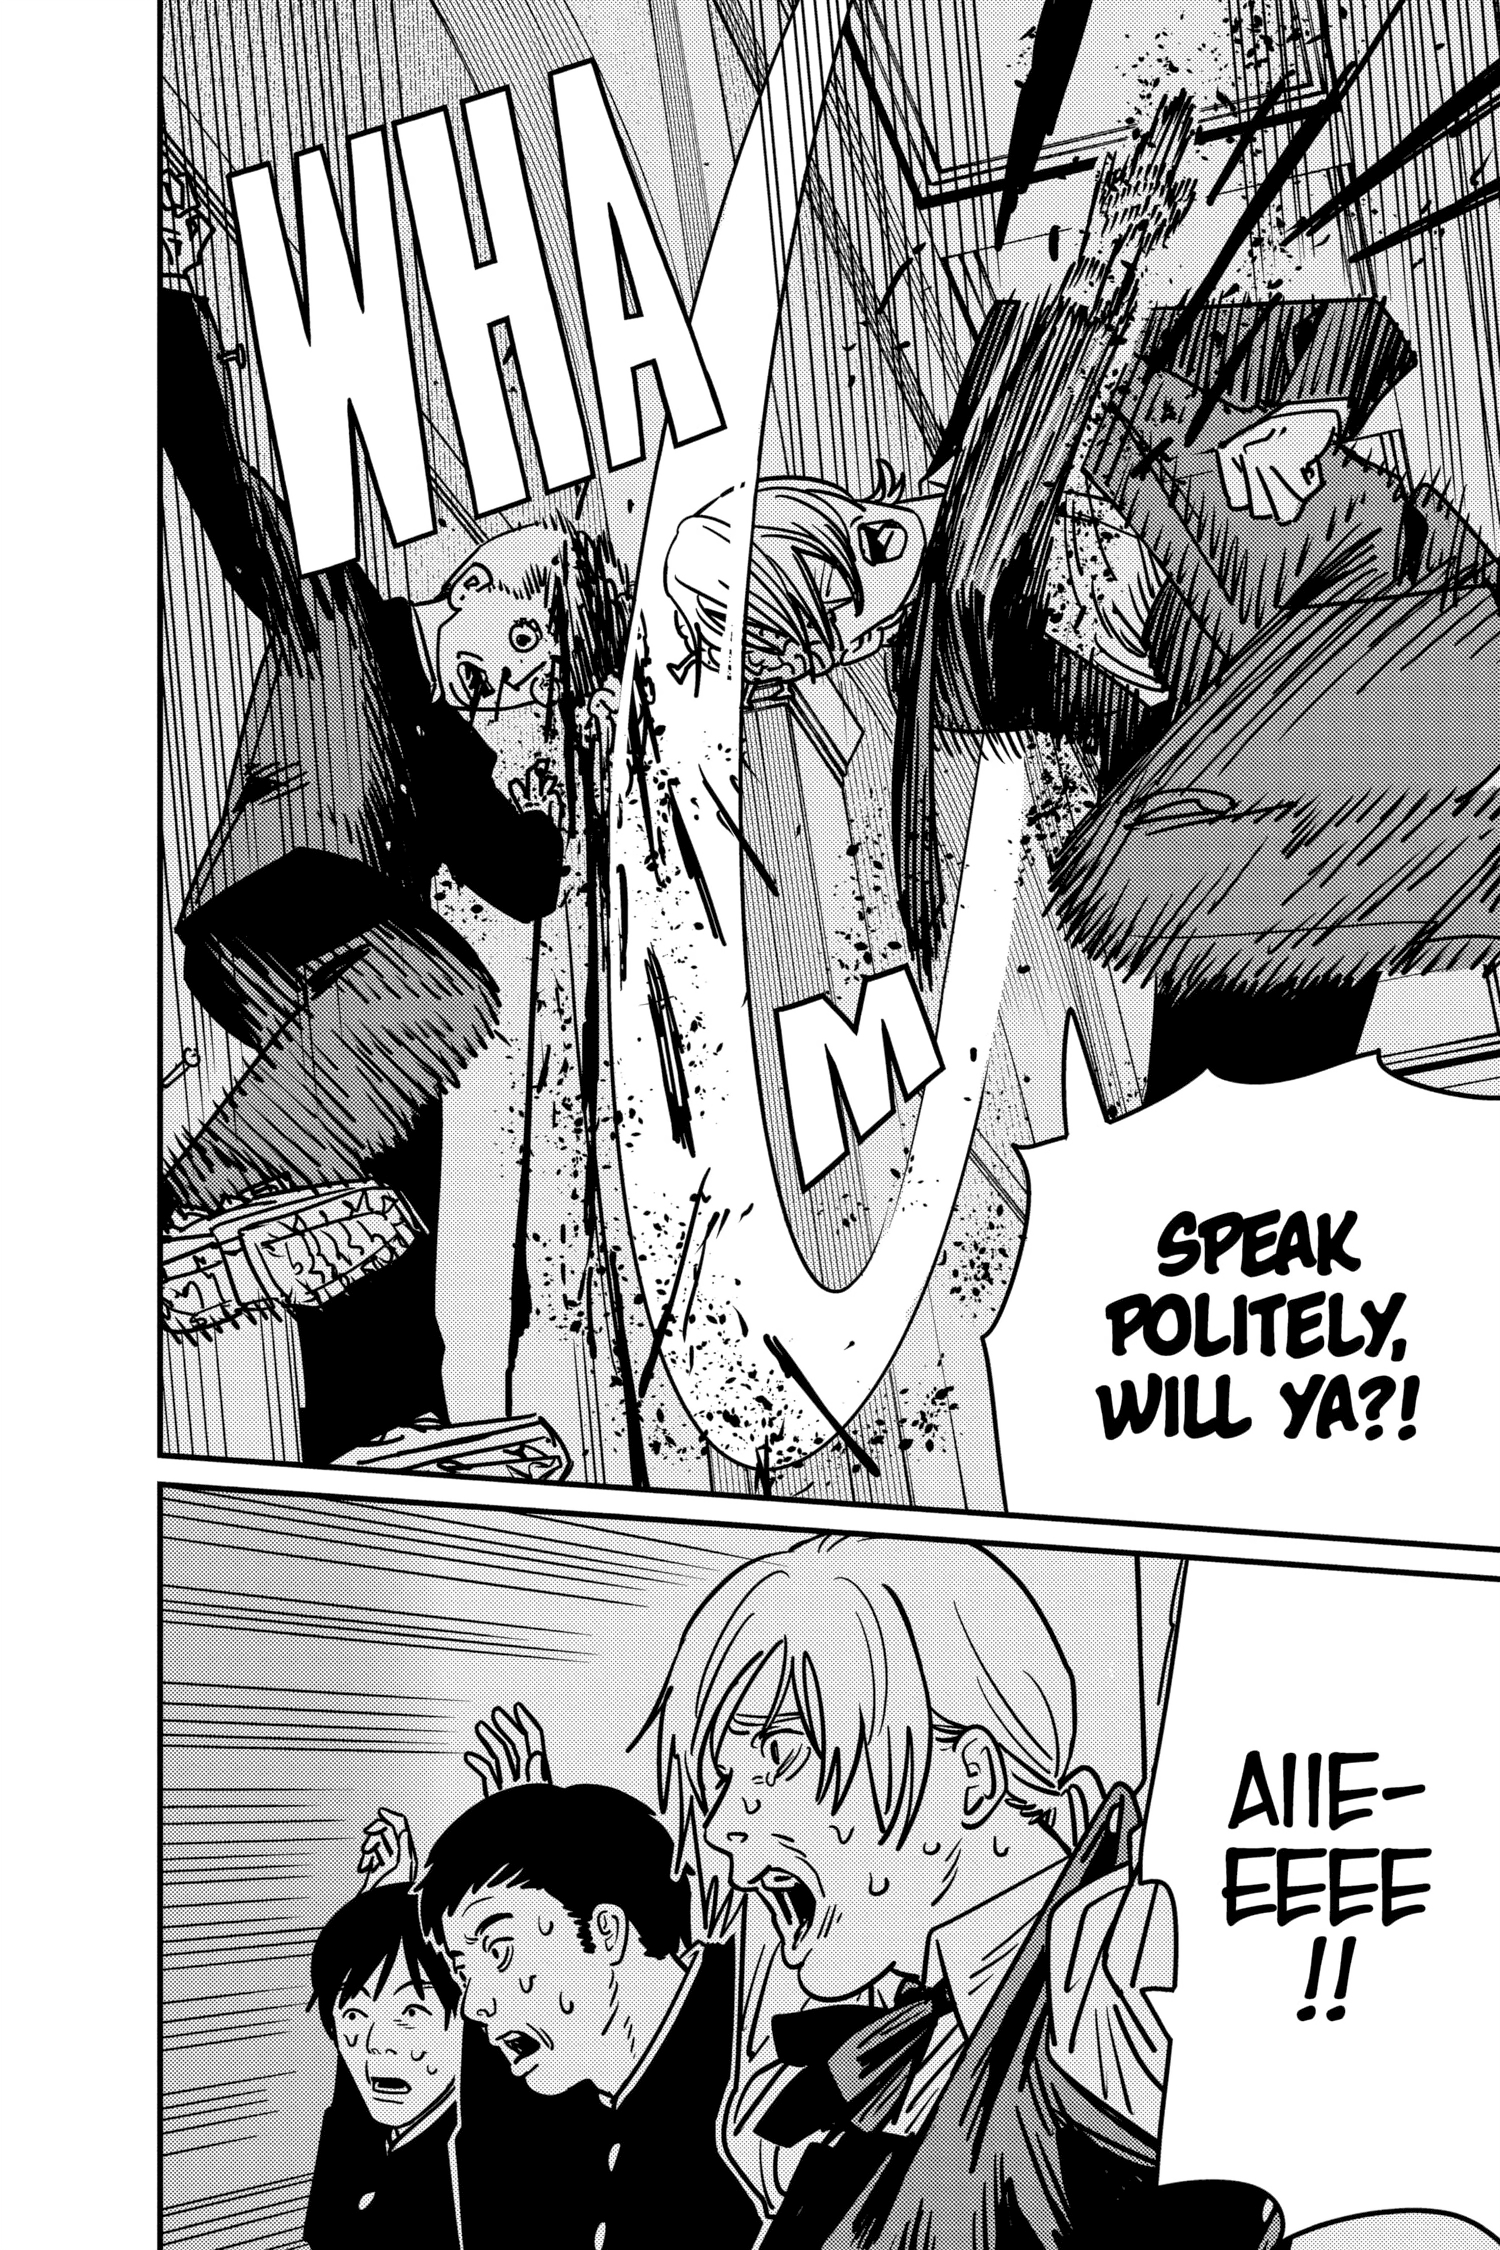 WHAM
SPEAK
POLITELY,
WILL YA?!
AIIE-
EEEE
!!